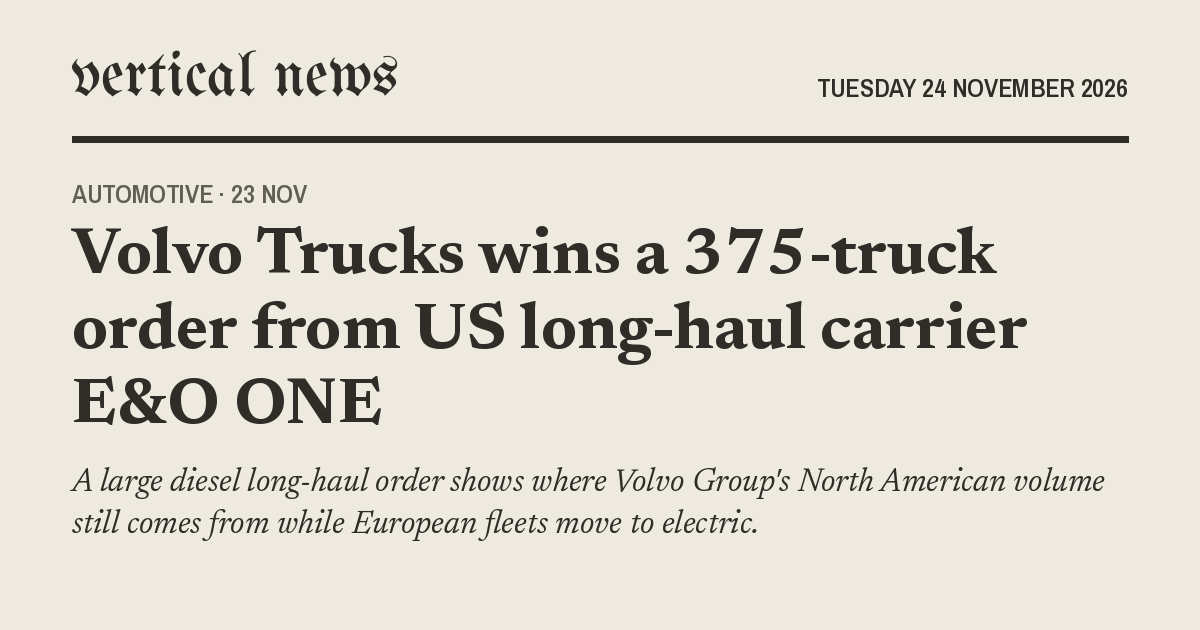 vertical news
TUESDAY 24 NOVEMBER 2026
AUTOMOTIVE · 23 NOV
Volvo Trucks wins a 375-truck
order from US long-haul carrier
E&O ONE
A large diesel long-haul order shows where Volvo Group's North American volume
still comes from while European fleets move to electric.